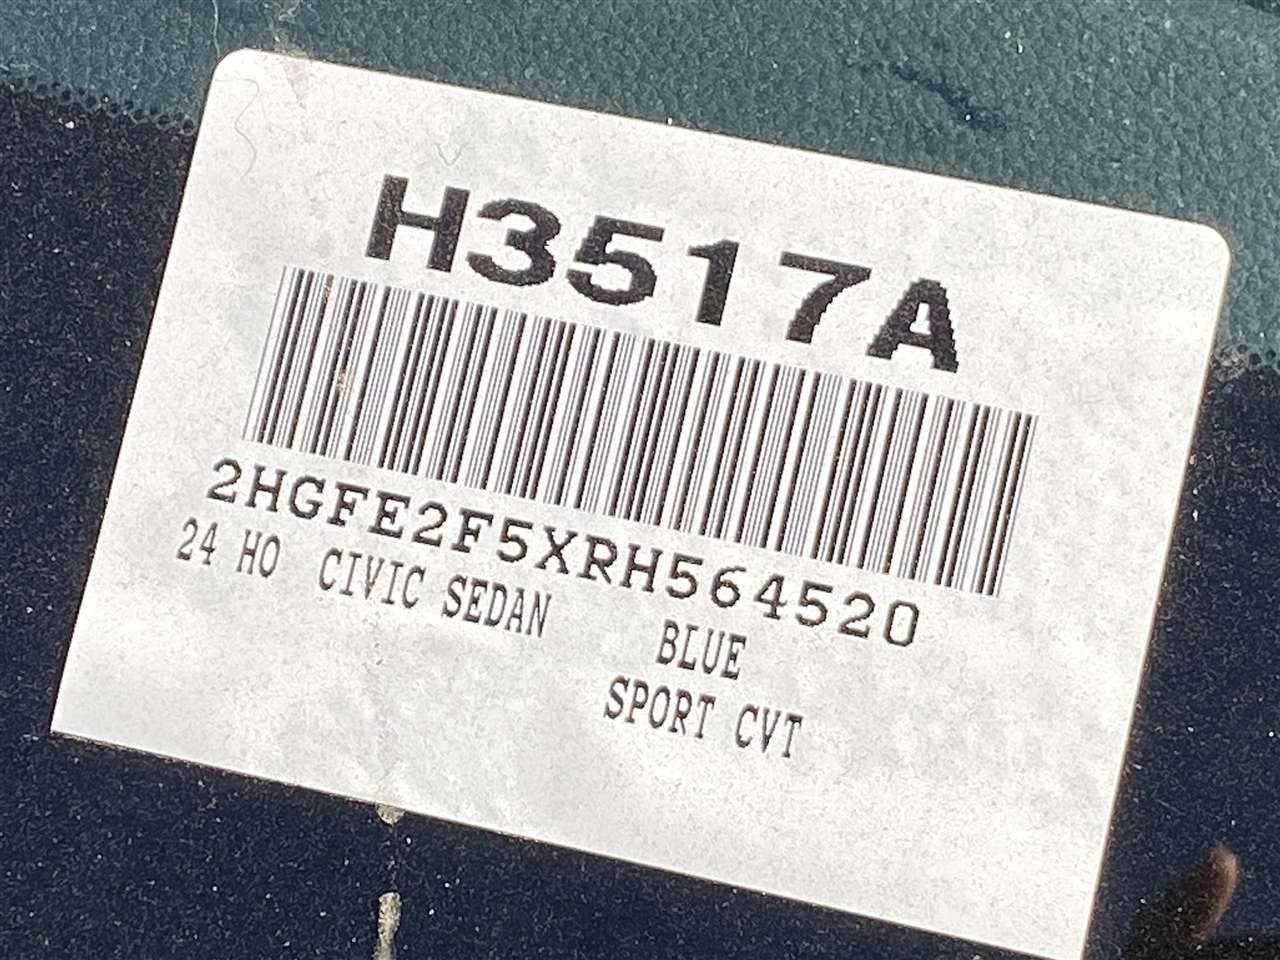 H3517A
2HGFE2F5XRH564520
24 HO CIVIC SEDAN BLUE
SPORT CVT